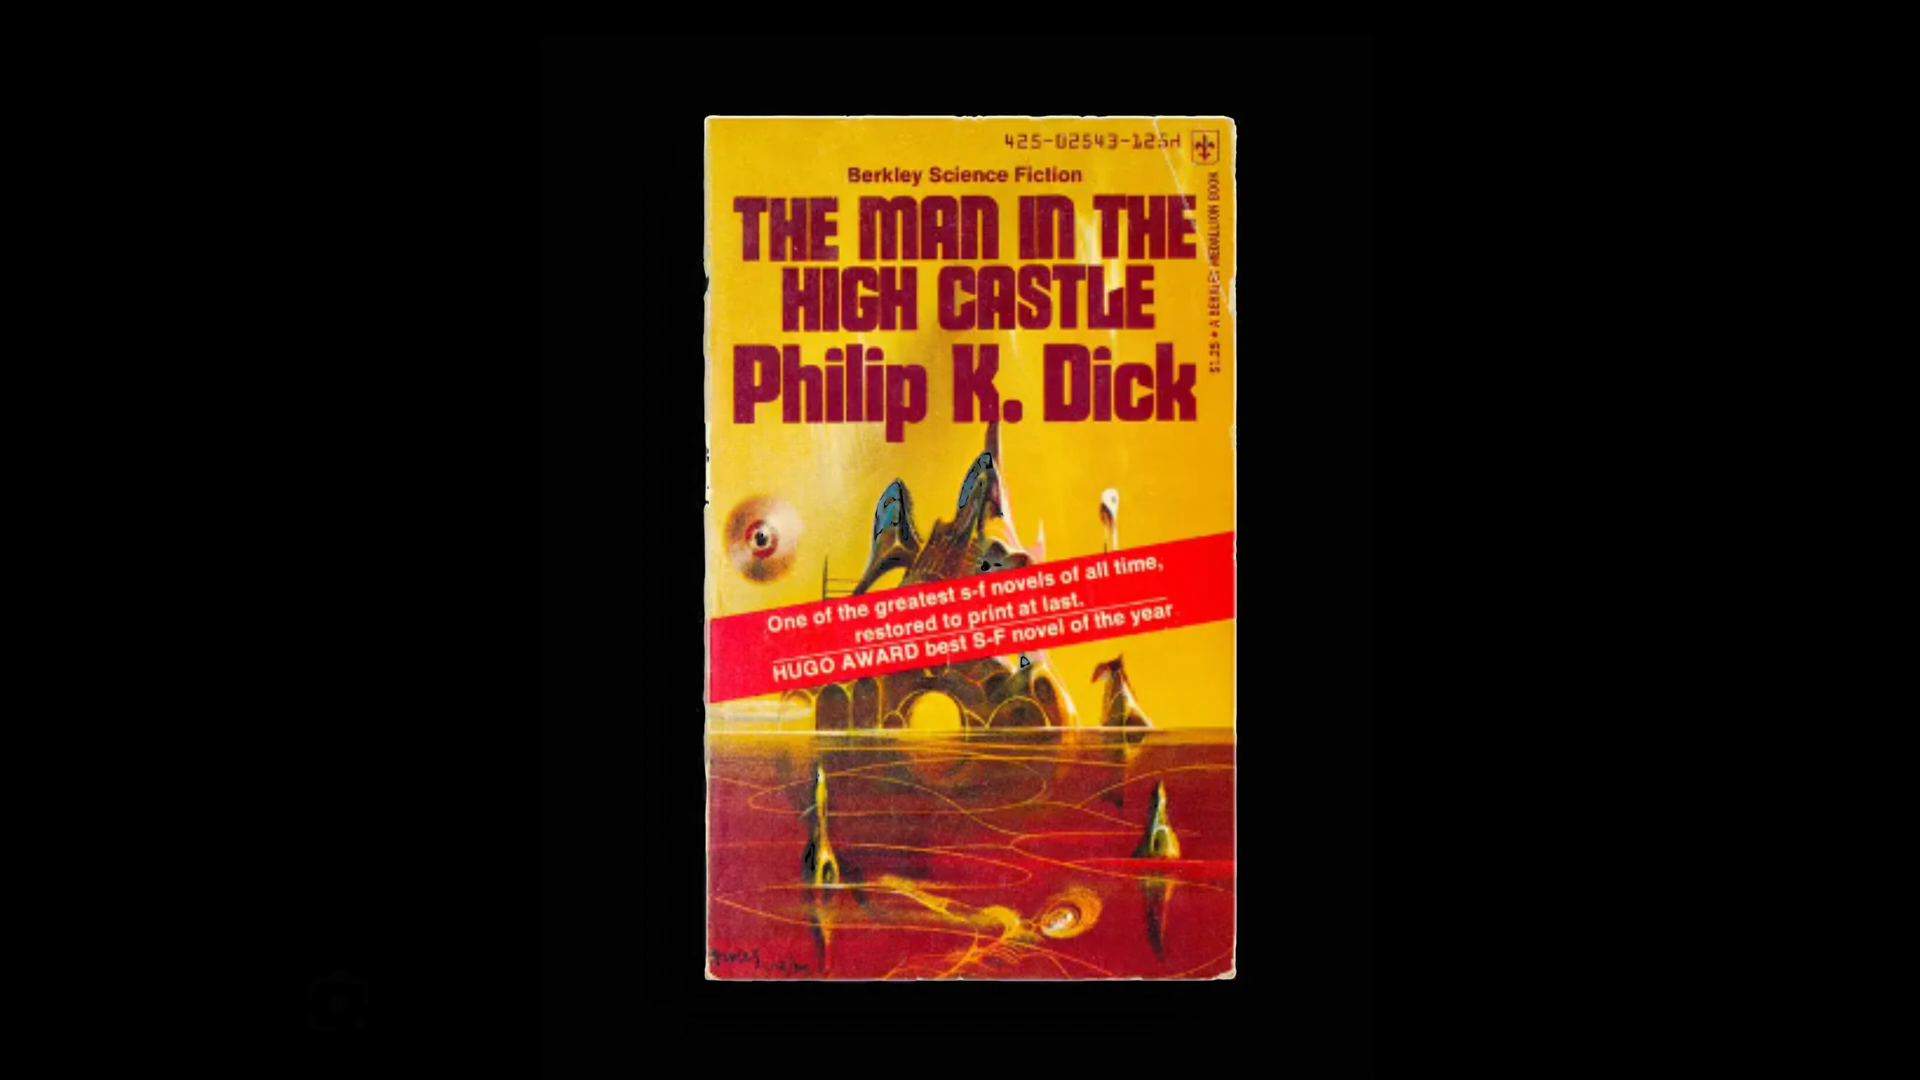 425-02543-125
Berkley Science Fiction
THE MAN IN THE
HIGH CASTLE
Philip K. Dick
$1.25 • A BERKLEY MEDALLION BOOK
One of the greatest s-f novels of all time,
restored to print at last.
HUGO AWARD best S-F novel of the year